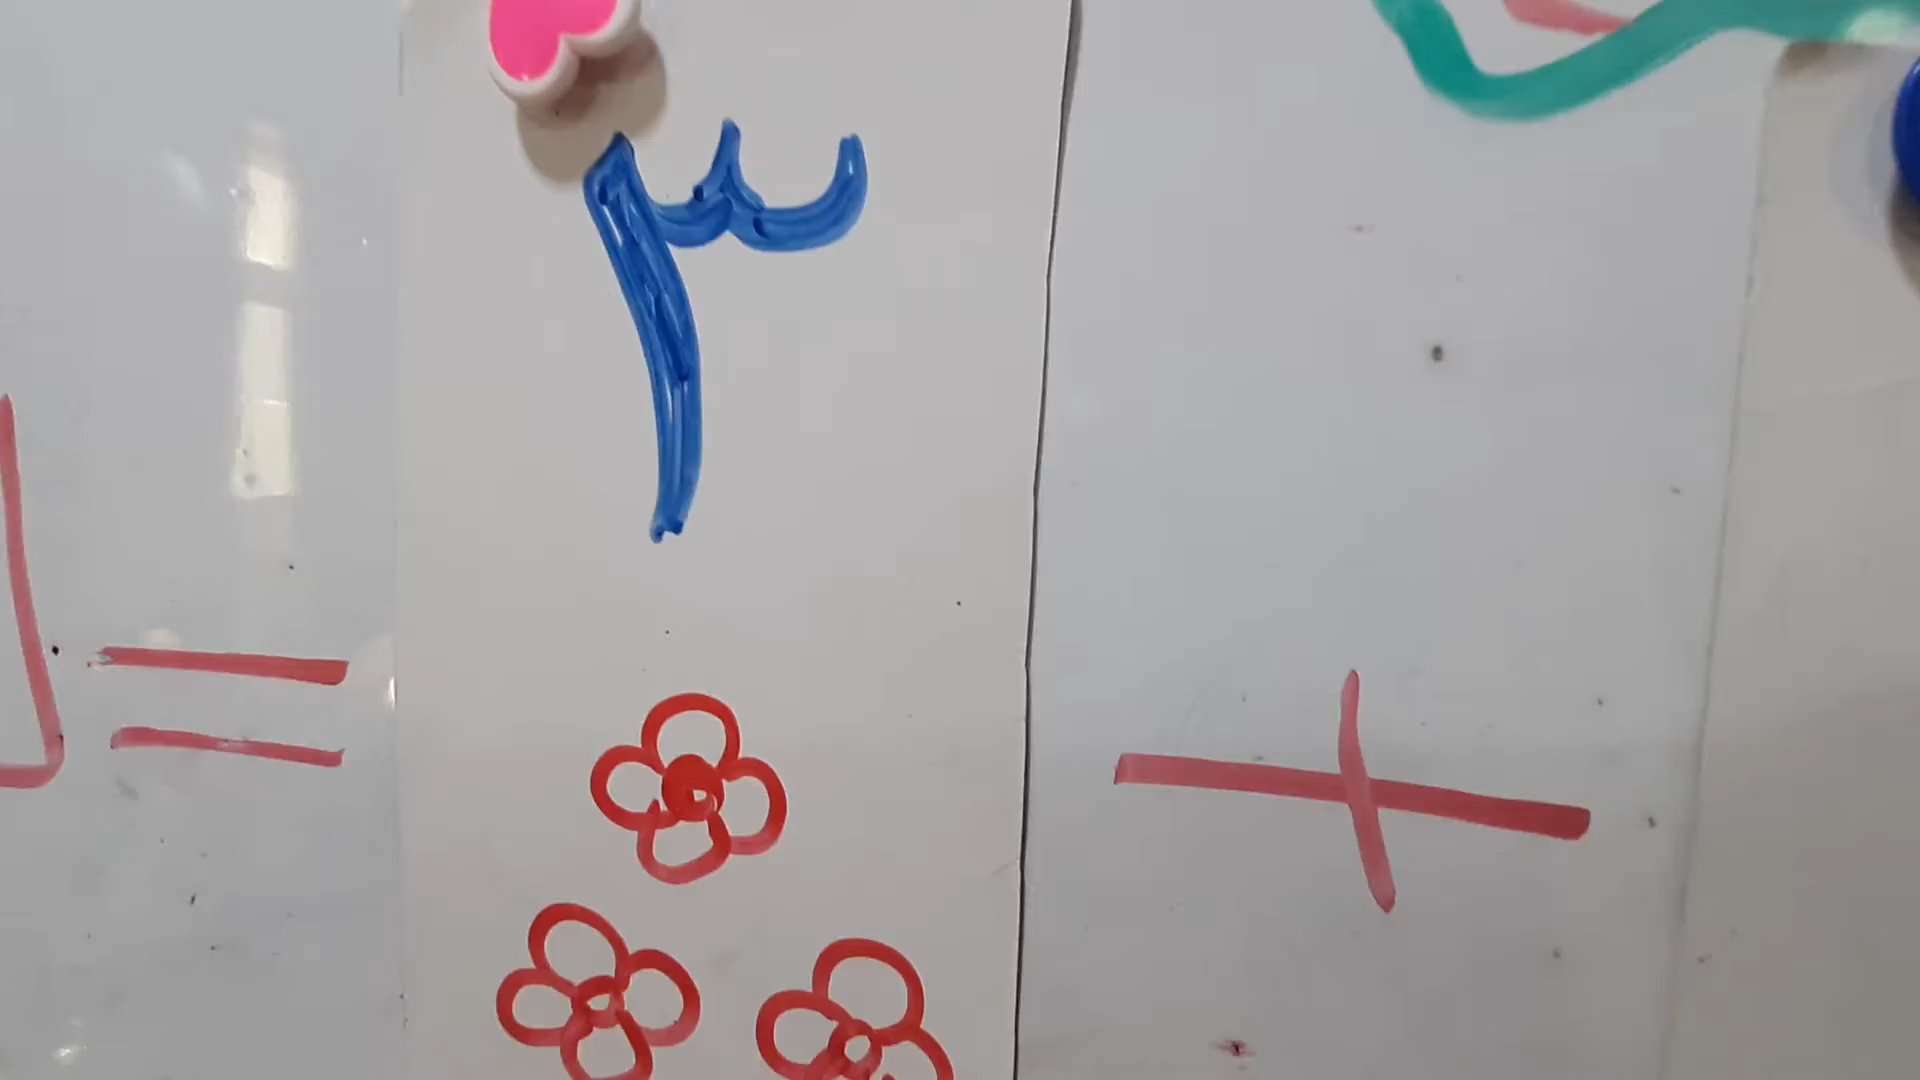 ٣
+ =